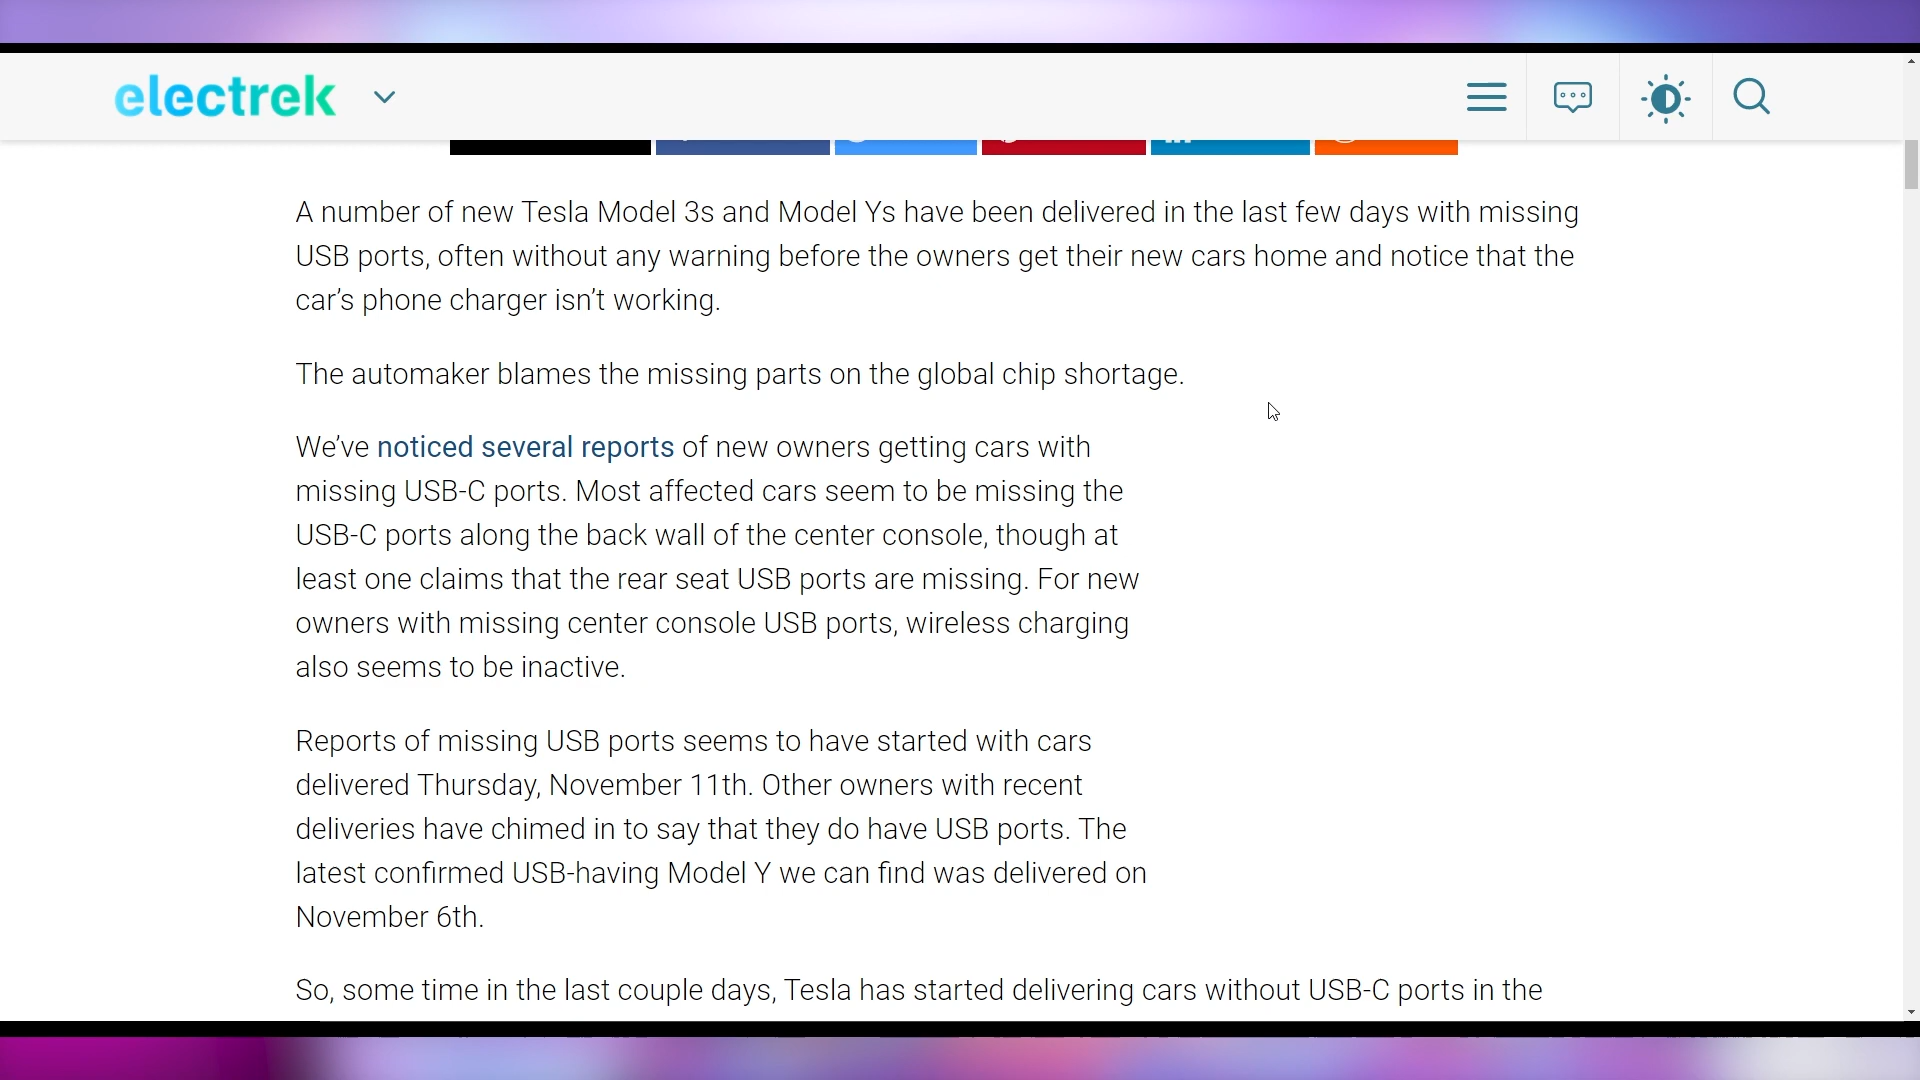 electrek
A number of new Tesla Model 3s and Model Ys have been delivered in the last few days with missing
USB ports, often without any warning before the owners get their new cars home and notice that the
car’s phone charger isn’t working.
The automaker blames the missing parts on the global chip shortage.
We’ve noticed several reports of new owners getting cars with
missing USB-C ports. Most affected cars seem to be missing the
USB-C ports along the back wall of the center console, though at
least one claims that the rear seat USB ports are missing. For new
owners with missing center console USB ports, wireless charging
also seems to be inactive.
Reports of missing USB ports seems to have started with cars
delivered Thursday, November 11th. Other owners with recent
deliveries have chimed in to say that they do have USB ports. The
latest confirmed USB-having Model Y we can find was delivered on
November 6th.
So, some time in the last couple days, Tesla has started delivering cars without USB-C ports in the